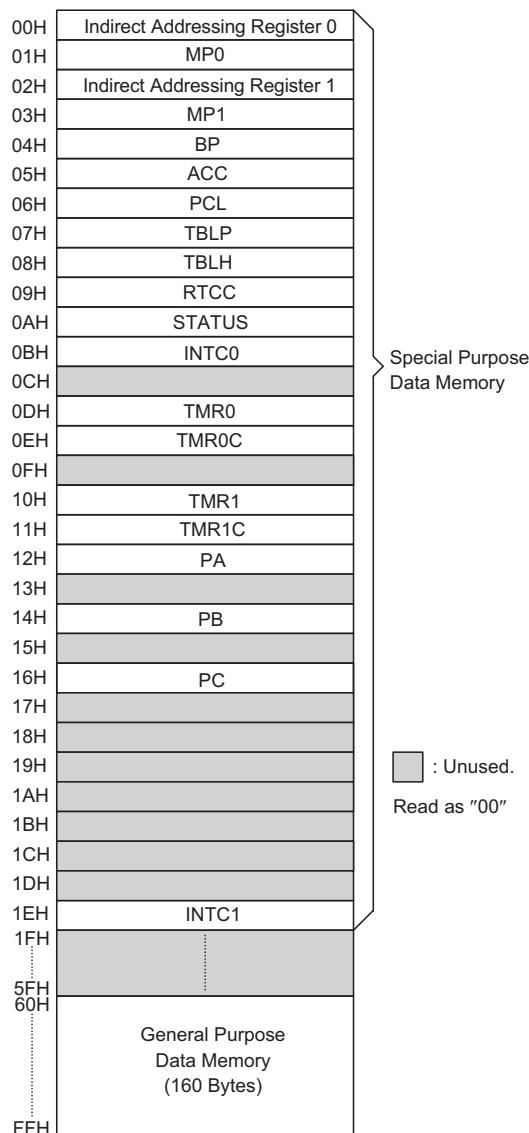 00H Indirect Addressing Register 0
01H MP0
02H Indirect Addressing Register 1
03H MP1
04H BP
05H ACC
06H PCL
07H TBLP
08H TBLH
09H RTCC
0AH STATUS
0BH INTC0
0CH
0DH TMR0
0EH TMR0C
0FH
10H TMR1
11H TMR1C
12H PA
13H
14H PB
15H
16H PC
17H
18H
19H
1AH
1BH
1CH
1DH
1EH INTC1
1FH
5FH
60H
General Purpose
Data Memory
(160 Bytes)
FFH
Special Purpose
Data Memory
: Unused.
Read as ″00″